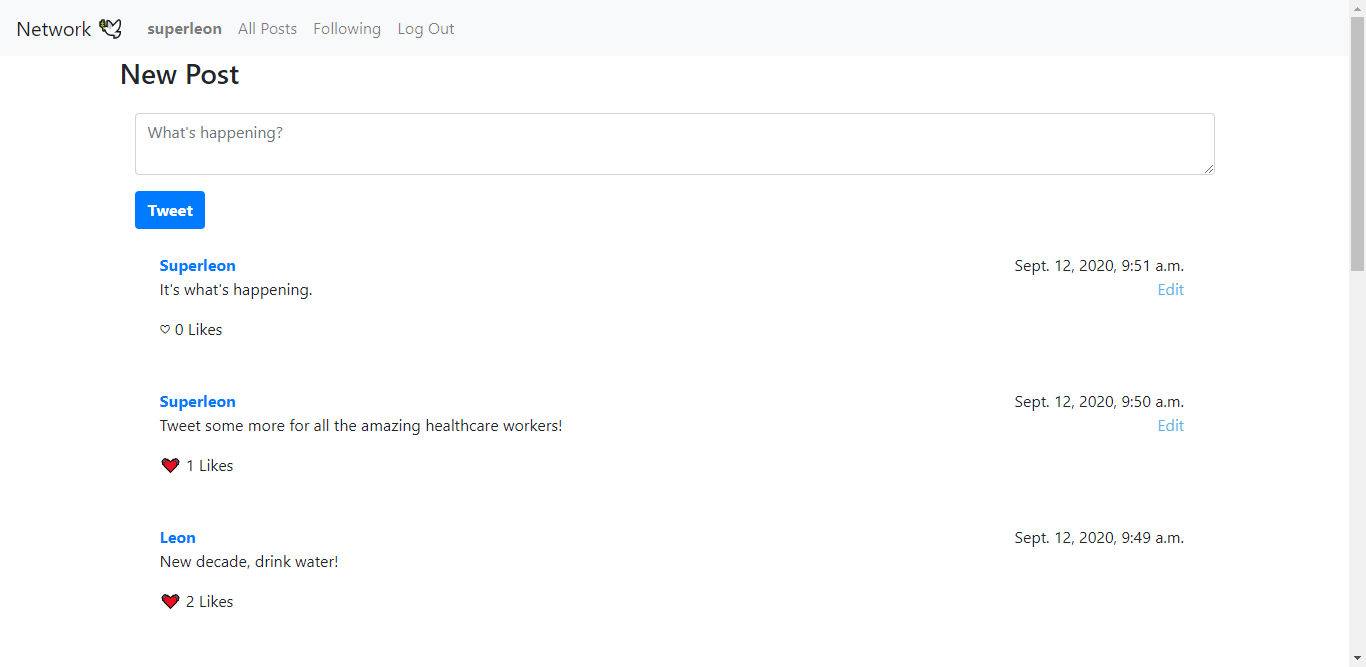 Network superleon All Posts Following Log Out
New Post
What's happening?
Tweet
Superleon Sept. 12, 2020, 9:51 a.m.
It's what's happening. Edit
0 Likes
Superleon Sept. 12, 2020, 9:50 a.m.
Tweet some more for all the amazing healthcare workers! Edit
1 Likes
Leon Sept. 12, 2020, 9:49 a.m.
New decade, drink water!
2 Likes